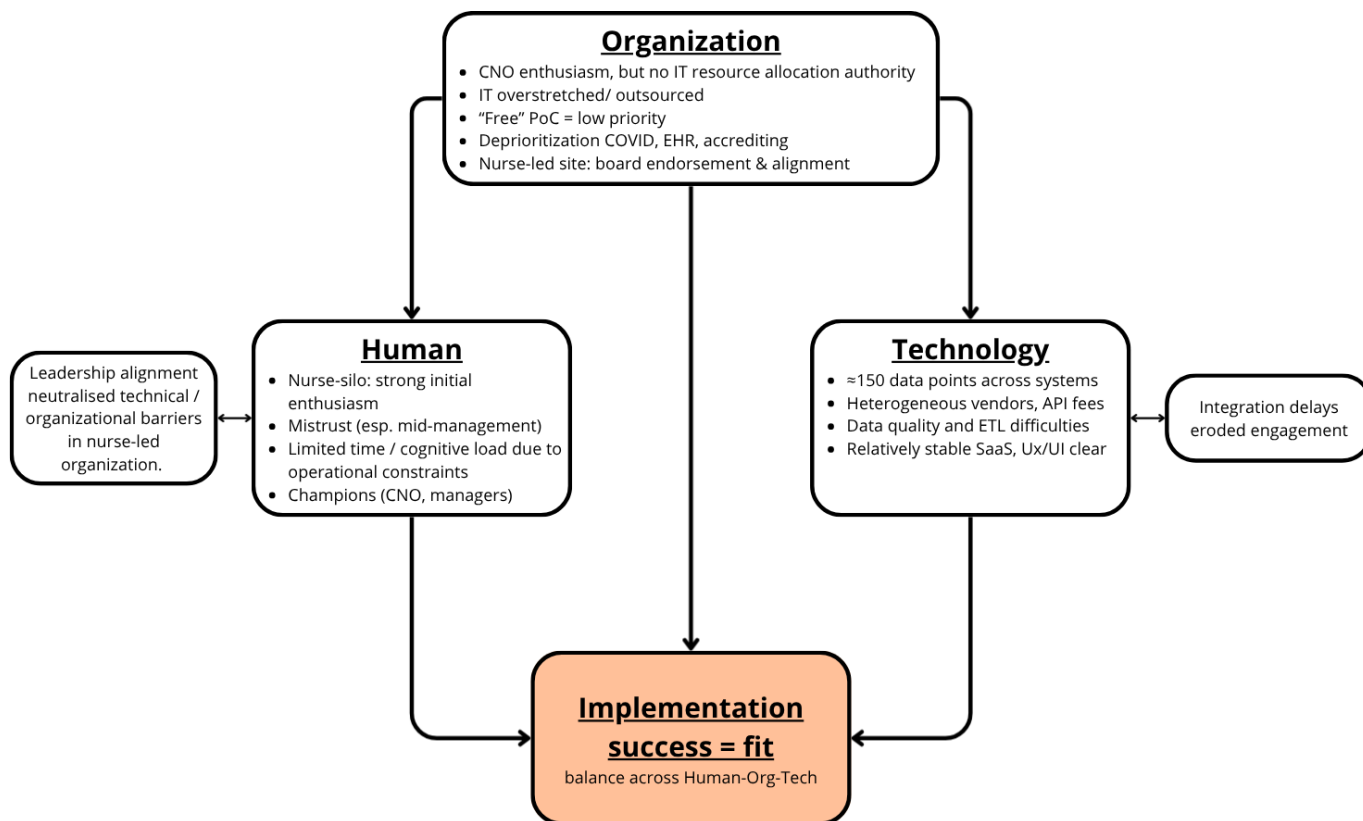 Organization
• CNO enthusiasm, but no IT resource allocation authority
• IT overstretched/ outsourced
• “Free” PoC = low priority
• Deprioritization COVID, EHR, accrediting
• Nurse-led site: board endorsement & alignment
Leadership alignment
neutralised technical /
organizational barriers
in nurse-led
organization.
Human
• Nurse-silo: strong initial
enthusiasm
• Mistrust (esp. mid-management)
• Limited time / cognitive load due to
operational constraints
• Champions (CNO, managers)
Technology
• ≈150 data points across systems
• Heterogeneous vendors, API fees
• Data quality and ETL difficulties
• Relatively stable SaaS, Ux/UI clear
Integration delays
eroded engagement
Implementation
success = fit
balance across Human-Org-Tech